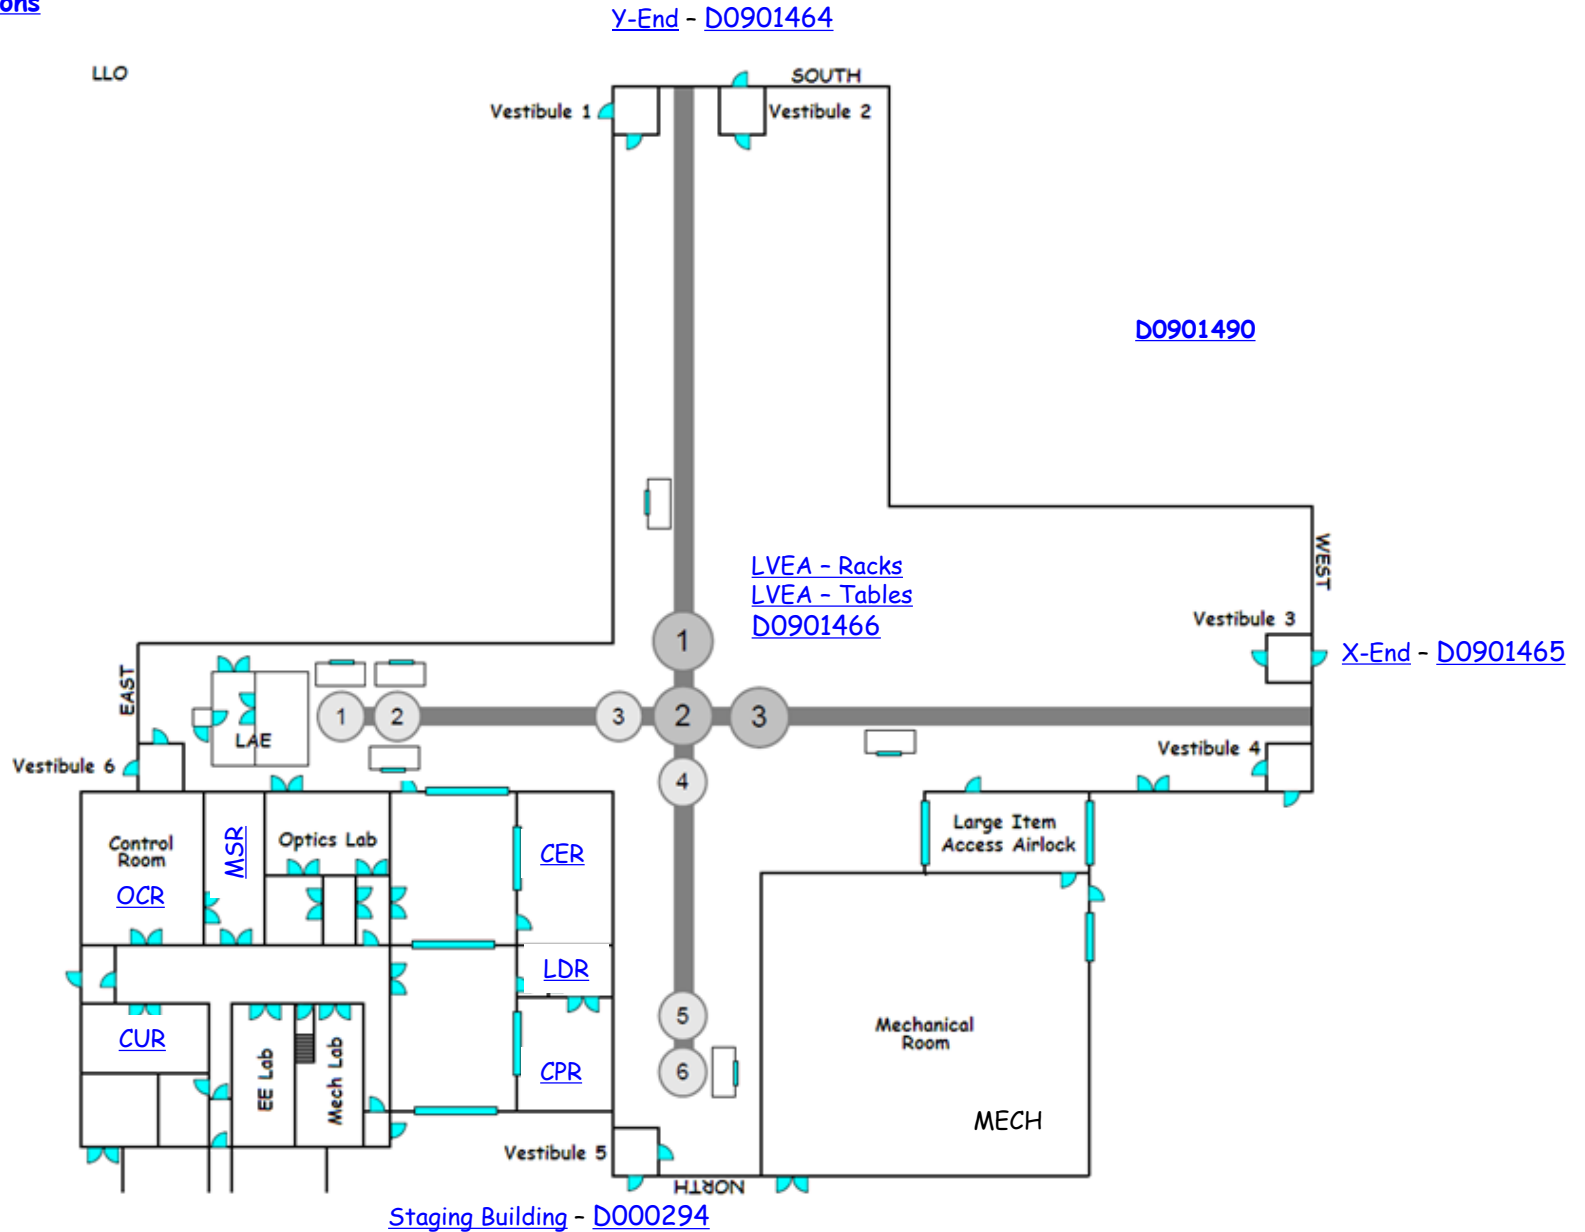 ons
Y-End – D0901464
LLO
SOUTH
Vestibule 1
Vestibule 2
D0901490
WEST
LVEA – Racks
LVEA – Tables
D0901466
Vestibule 3
X-End – D0901465
EAST
1
1
2
3
2
3
LAE
Vestibule 4
Vestibule 6
4
Large Item
Access Airlock
Control
Room
OCR
MSR
Optics Lab
CER
LDR
5
Mechanical
Room
CUR
EE Lab
Mech Lab
CPR
6
MECH
Vestibule 5
NORTH
Staging Building – D000294